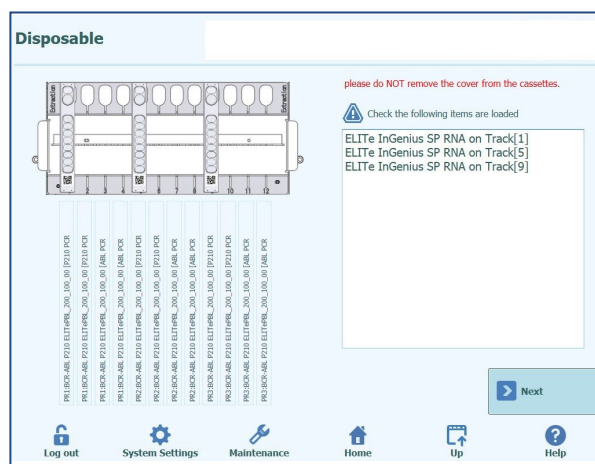 Disposable
please do NOT remove the cover from the cassettes.
Check the following items are loaded
ELITe InGenius SP RNA on Track[1]
ELITe InGenius SP RNA on Track[5]
ELITe InGenius SP RNA on Track[9]
Extraction
Extraction
2
3
4
6
7
8
10
11
12
PR1:BCR-ABL P210 ELITePBL_200_100_00 [P210 PCR
PR1:BCR-ABL P210 ELITePBL_200_100_00 [P210 PCR
PR1:BCR-ABL P210 ELITePBL_200_100_00 [ABL PCR
PR1:BCR-ABL P210 ELITePBL_200_100_00 [ABL PCR
PR2:BCR-ABL P210 ELITePBL_200_100_00 [P210 PCR
PR2:BCR-ABL P210 ELITePBL_200_100_00 [P210 PCR
PR2:BCR-ABL P210 ELITePBL_200_100_00 [ABL PCR
PR2:BCR-ABL P210 ELITePBL_200_100_00 [ABL PCR
PR3:BCR-ABL P210 ELITePBL_200_100_00 [P210 PCR
PR3:BCR-ABL P210 ELITePBL_200_100_00 [P210 PCR
PR3:BCR-ABL P210 ELITePBL_200_100_00 [ABL PCR
PR3:BCR-ABL P210 ELITePBL_200_100_00 [ABL PCR
Next
Log out
System Settings
Maintenance
Home
Up
Help